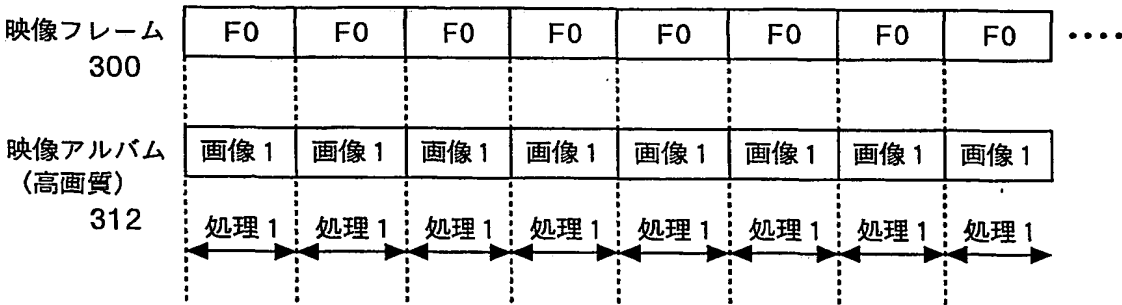 映像フレーム F0 F0 F0 F0 F0 F0 F0 F0 ····
300
映像アルバム 画像1 画像1 画像1 画像1 画像1 画像1 画像1 画像1
(高画質)
312 処理1 処理1 処理1 処理1 処理1 処理1 処理1 処理1